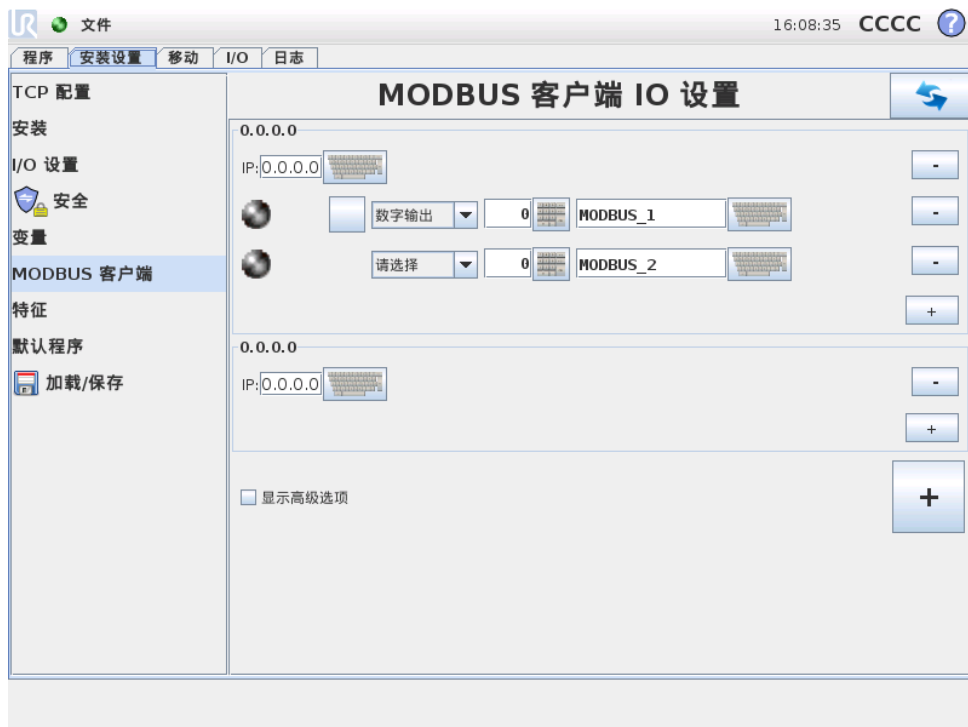 UR 文件 16:08:35 CCCC ?
程序 安装设置 移动 I/O 日志
TCP 配置
安装
I/O 设置
安全
变量
MODBUS 客户端
特征
默认程序
加载/保存
MODBUS 客户端 IO 设置
0.0.0.0
IP: 0.0.0.0 -
数字输出 0 MODBUS_1 -
请选择 0 MODBUS_2 -
+
0.0.0.0
IP: 0.0.0.0 -
+
显示高级选项 +